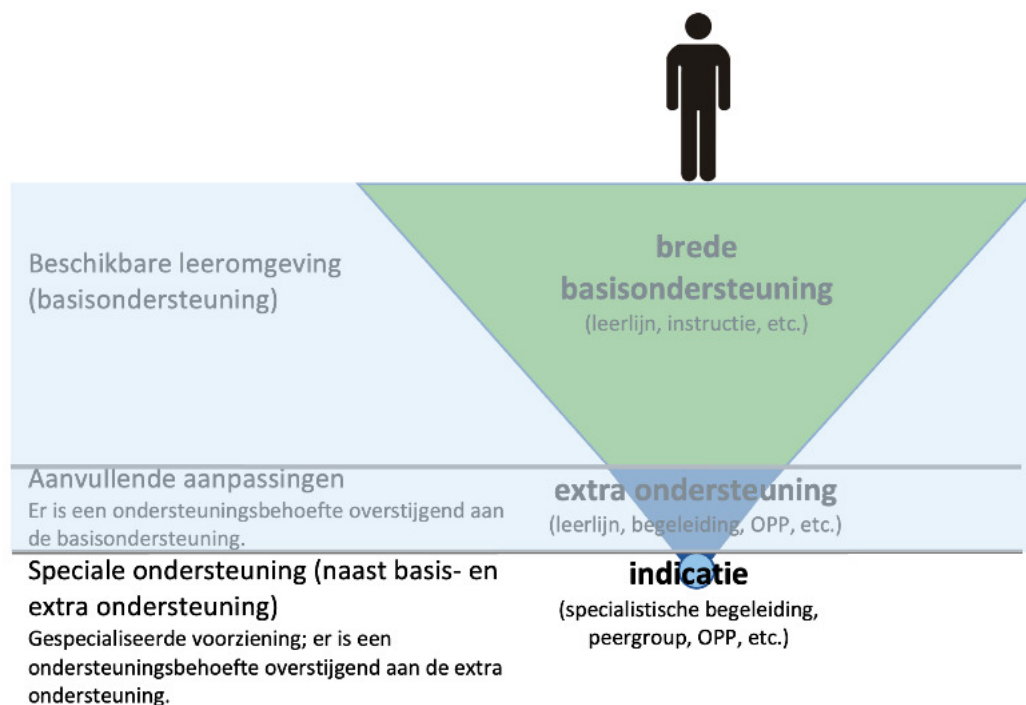 Beschikbare leeromgeving
(basisondersteuning)
brede
basisondersteuning
(leerlijn, instructie, etc.)
Aanvullende aanpassingen
Er is een ondersteuningsbehoefte overstijgend aan
de basisondersteuning.
extra ondersteuning
(leerlijn, begeleiding, OPP, etc.)
Speciale ondersteuning (naast basis- en
extra ondersteuning)
Gespecialiseerde voorziening; er is een
ondersteuningsbehoefte overstijgend aan de extra
ondersteuning.
indicatie
(specialistische begeleiding,
peergroup, OPP, etc.)